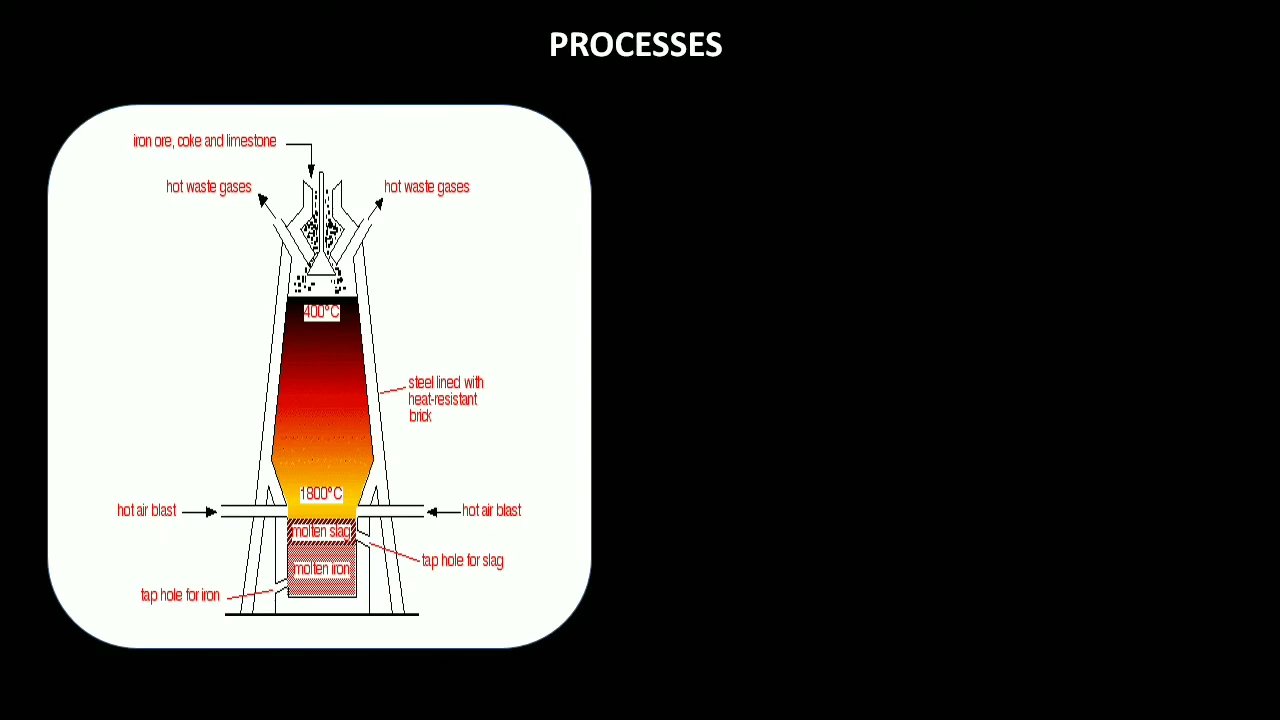 PROCESSES
iron ore, coke and limestone
hot waste gases
hot waste gases
400°C
steel lined with
heat-resistant
brick
1800°C
hot air blast
hot air blast
molten slag
tap hole for slag
molten iron
tap hole for iron